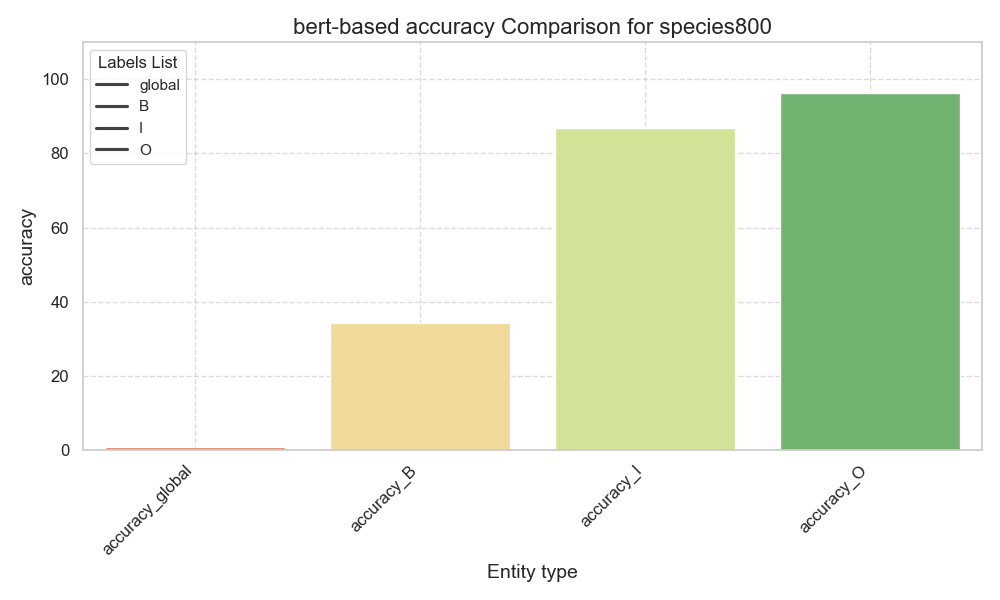 bert-based accuracy Comparison for species800
Labels List
global
B
I
O
accuracy
100
80
60
40
20
0
accuracy_global
accuracy_B
accuracy_I
accuracy_O
Entity type